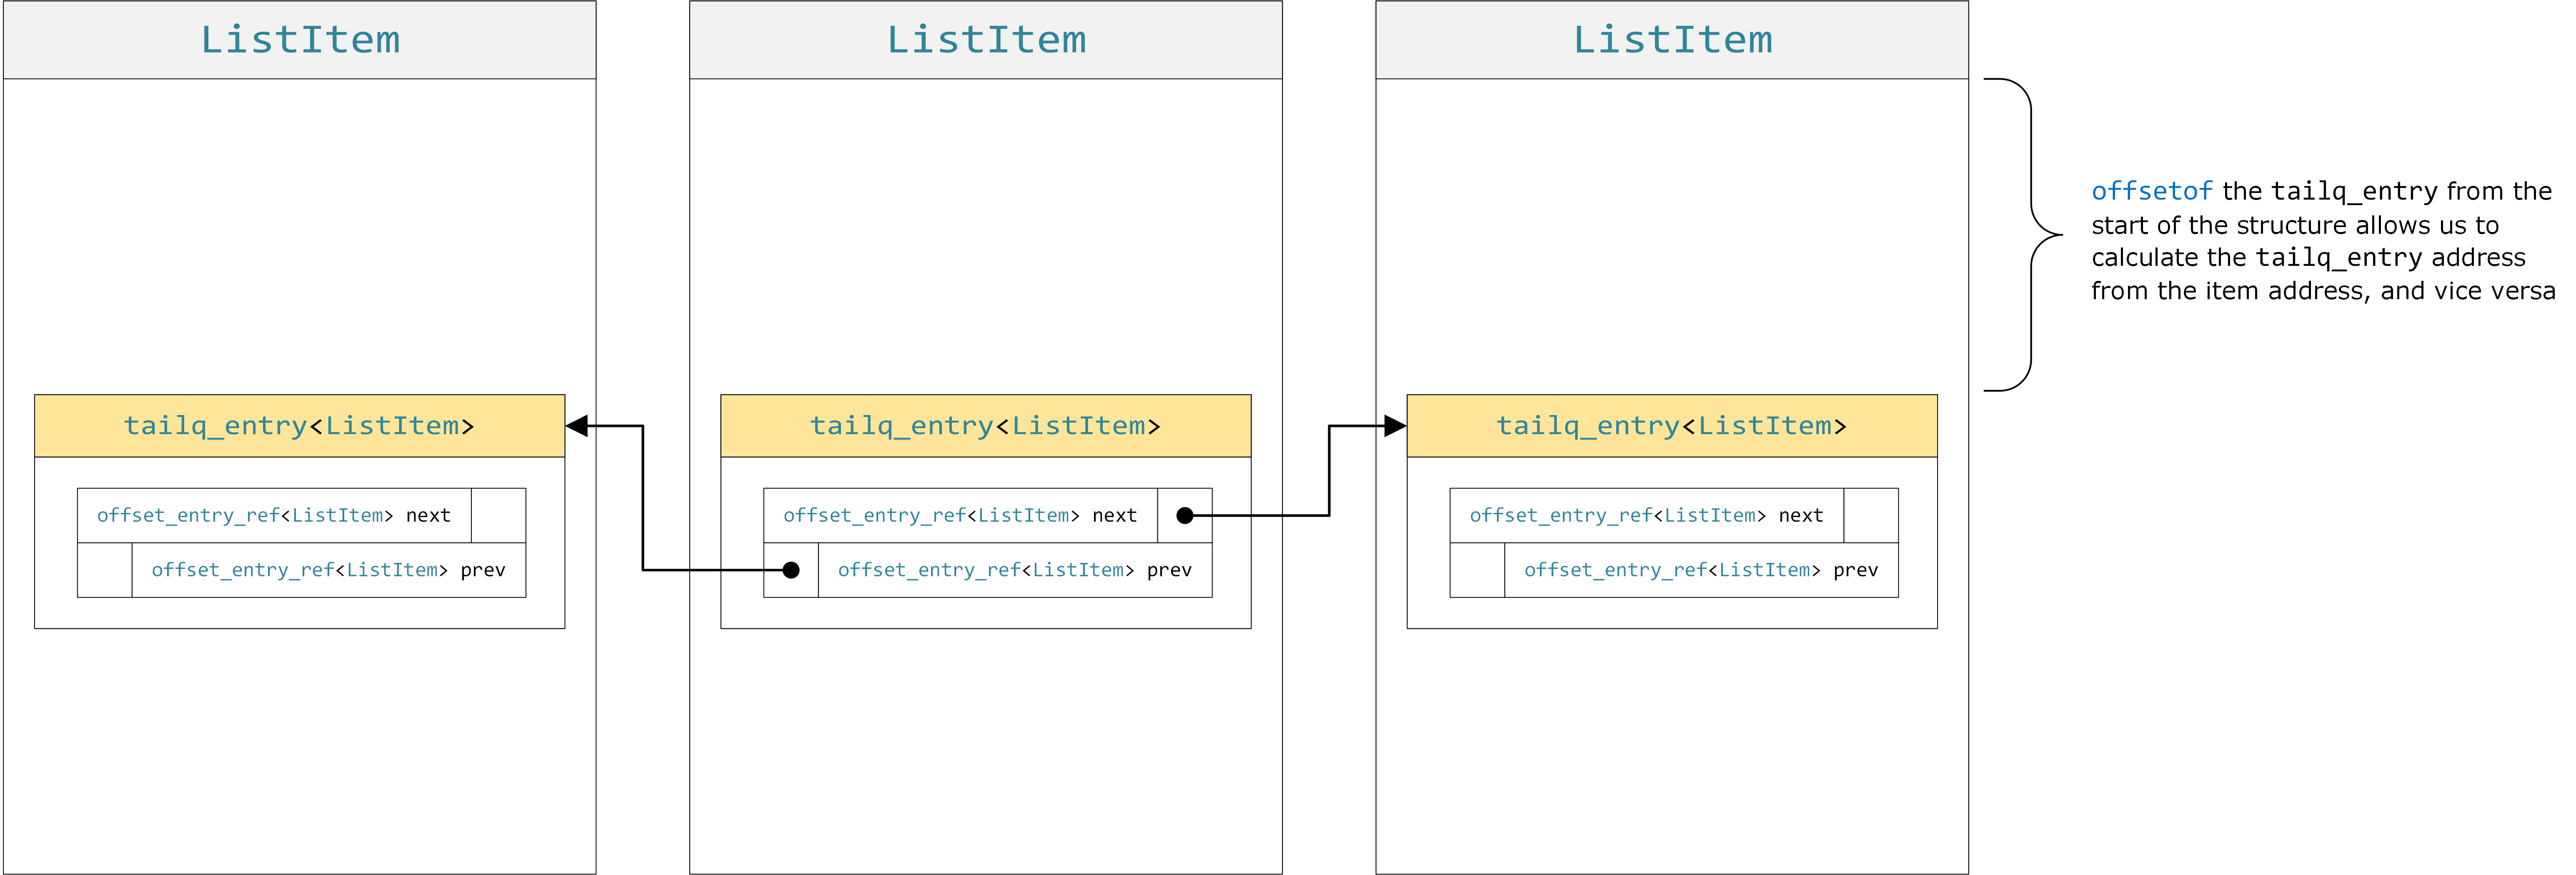 ListItem
tailq_entry<ListItem>
offset_entry_ref<ListItem> next
offset_entry_ref<ListItem> prev
ListItem
tailq_entry<ListItem>
offset_entry_ref<ListItem> next
offset_entry_ref<ListItem> prev
ListItem
tailq_entry<ListItem>
offset_entry_ref<ListItem> next
offset_entry_ref<ListItem> prev
offsetof the tailq_entry from the
start of the structure allows us to
calculate the tailq_entry address
from the item address, and vice versa